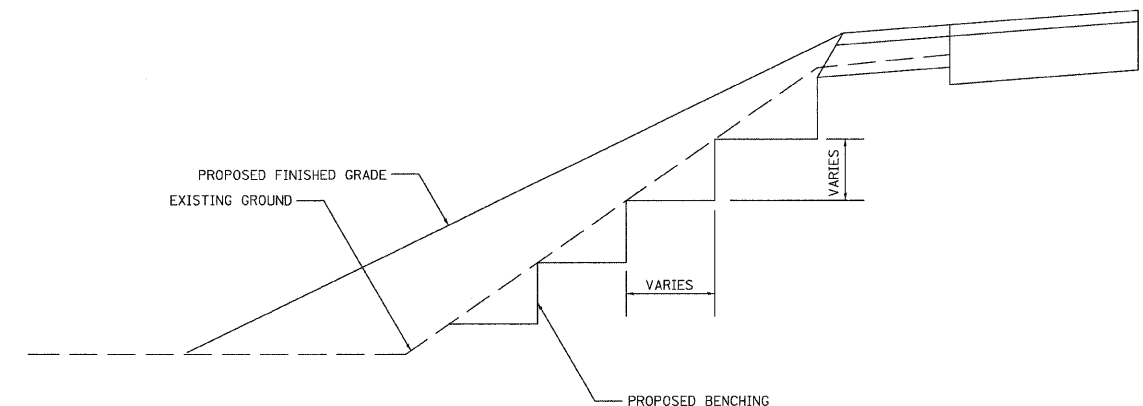 PROPOSED FINISHED GRADE
EXISTING GROUND
VARIES
VARIES
PROPOSED BENCHING